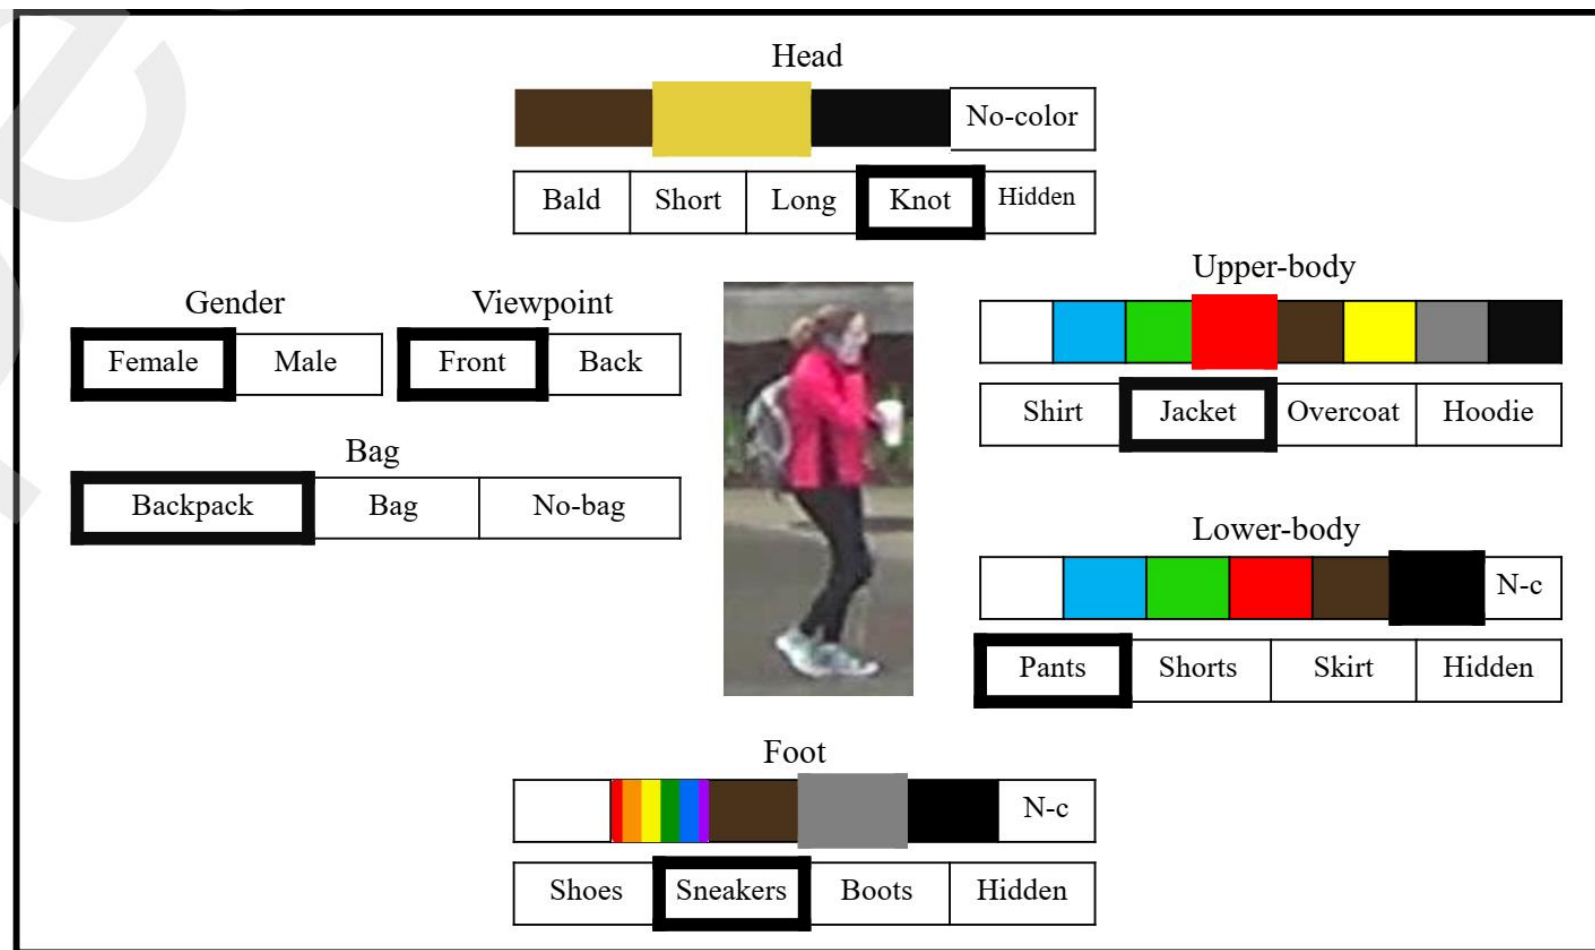 Head
No-color
Bald Short Long Knot Hidden
Gender Viewpoint
Female Male Front Back
Bag
Backpack Bag No-bag
Upper-body
Shirt Jacket Overcoat Hoodie
Lower-body
N-c
Pants Shorts Skirt Hidden
Foot
N-c
Shoes Sneakers Boots Hidden